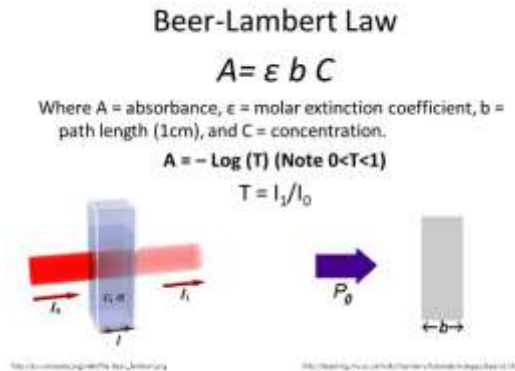 Beer-Lambert Law
A= ε b C
Where A = absorbance, ε = molar extinction coefficient, b =
path length (1cm), and C = concentration.
A = – Log (T) (Note 0<T<1)
T = I₁/I₀
I₀
I₁
l
P₀
←b→